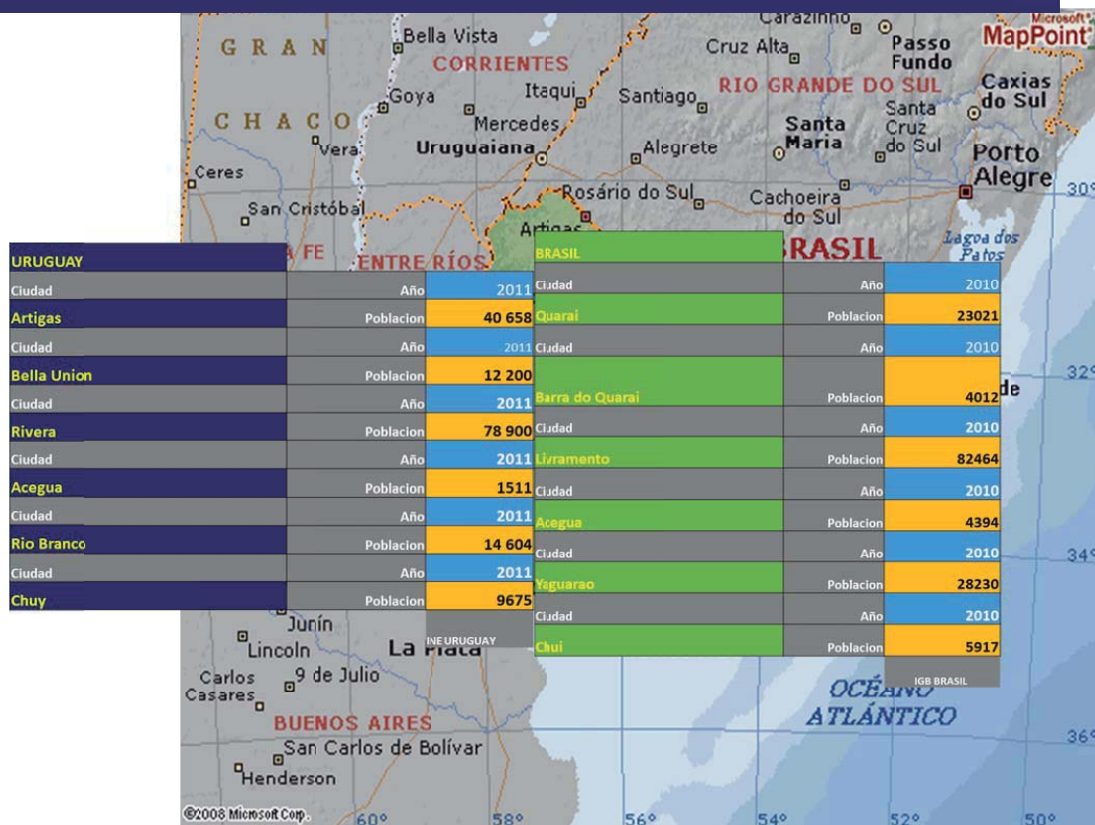 Microsoft®
MapPoint®
Carazinho
G R A N
Bella Vista
CORRIENTES
Cruz Alta
Passo
Fundo
RIO GRANDE DO SUL
Caxias
do Sul
Goya
Itaqui
Santiago
C H A C O
Mercedes
Santa
Maria
Santa
Cruz
do Sul
Vera
Uruguaiana
Alegrete
Porto
Alegre
Ceres
30°
San Cristóbal
Rosário do Sul
Cachoeira
do Sul
Artigas
Lagoa dos
Patos
A FE
ENTRE RÍOS
BRASIL
URUGUAY
Ciudad Año 2011
Artigas Poblacion 40 658
Ciudad Año 2011
Bella Union Poblacion 12 200
Ciudad Año 2011
Rivera Poblacion 78 900
Ciudad Año 2011
Acegua Poblacion 1511
Ciudad Año 2011
Rio Branco Poblacion 14 604
Ciudad Año 2011
Chuy Poblacion 9675
INE URUGUAY
BRASIL
Ciudad Año 2010
Quarai Poblacion 23021
Ciudad Año 2010
Barra do Quarai Poblacion 4012
Ciudad Año 2010
Livramento Poblacion 82464
Ciudad Año 2010
Acegua Poblacion 4394
Ciudad Año 2010
Yaguarao Poblacion 28230
Ciudad Año 2010
Chui Poblacion 5917
IGB BRASIL
32°
de
34°
Junín
Lincoln
La Plata
Carlos
Casares
9 de Julio
OCÉANO
ATLÁNTICO
BUENOS AIRES
36°
San Carlos de Bolívar
Henderson
©2008 Microsoft Corp.
60°
58°
56°
54°
52°
50°